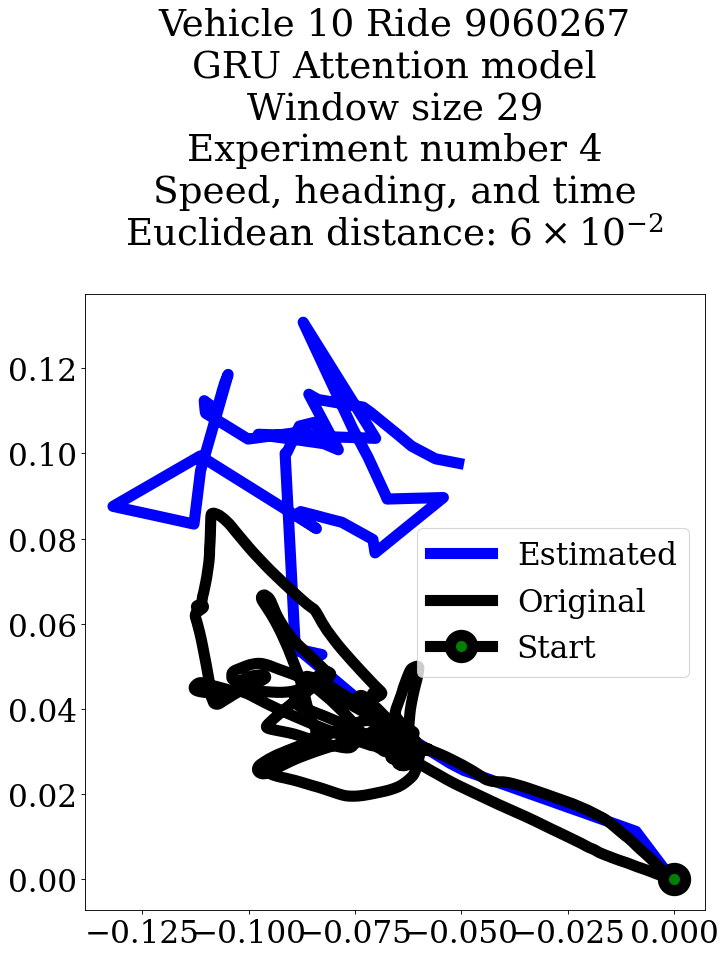 Vehicle 10 Ride 9060267
GRU Attention model
Window size 29
Experiment number 4
Speed, heading, and time
Euclidean distance: 6 × 10⁻²
0.12
0.10
0.08
0.06
0.04
0.02
0.00
Estimated
Original
Start
−0.125 −0.100 −0.075 −0.050 −0.025 0.000